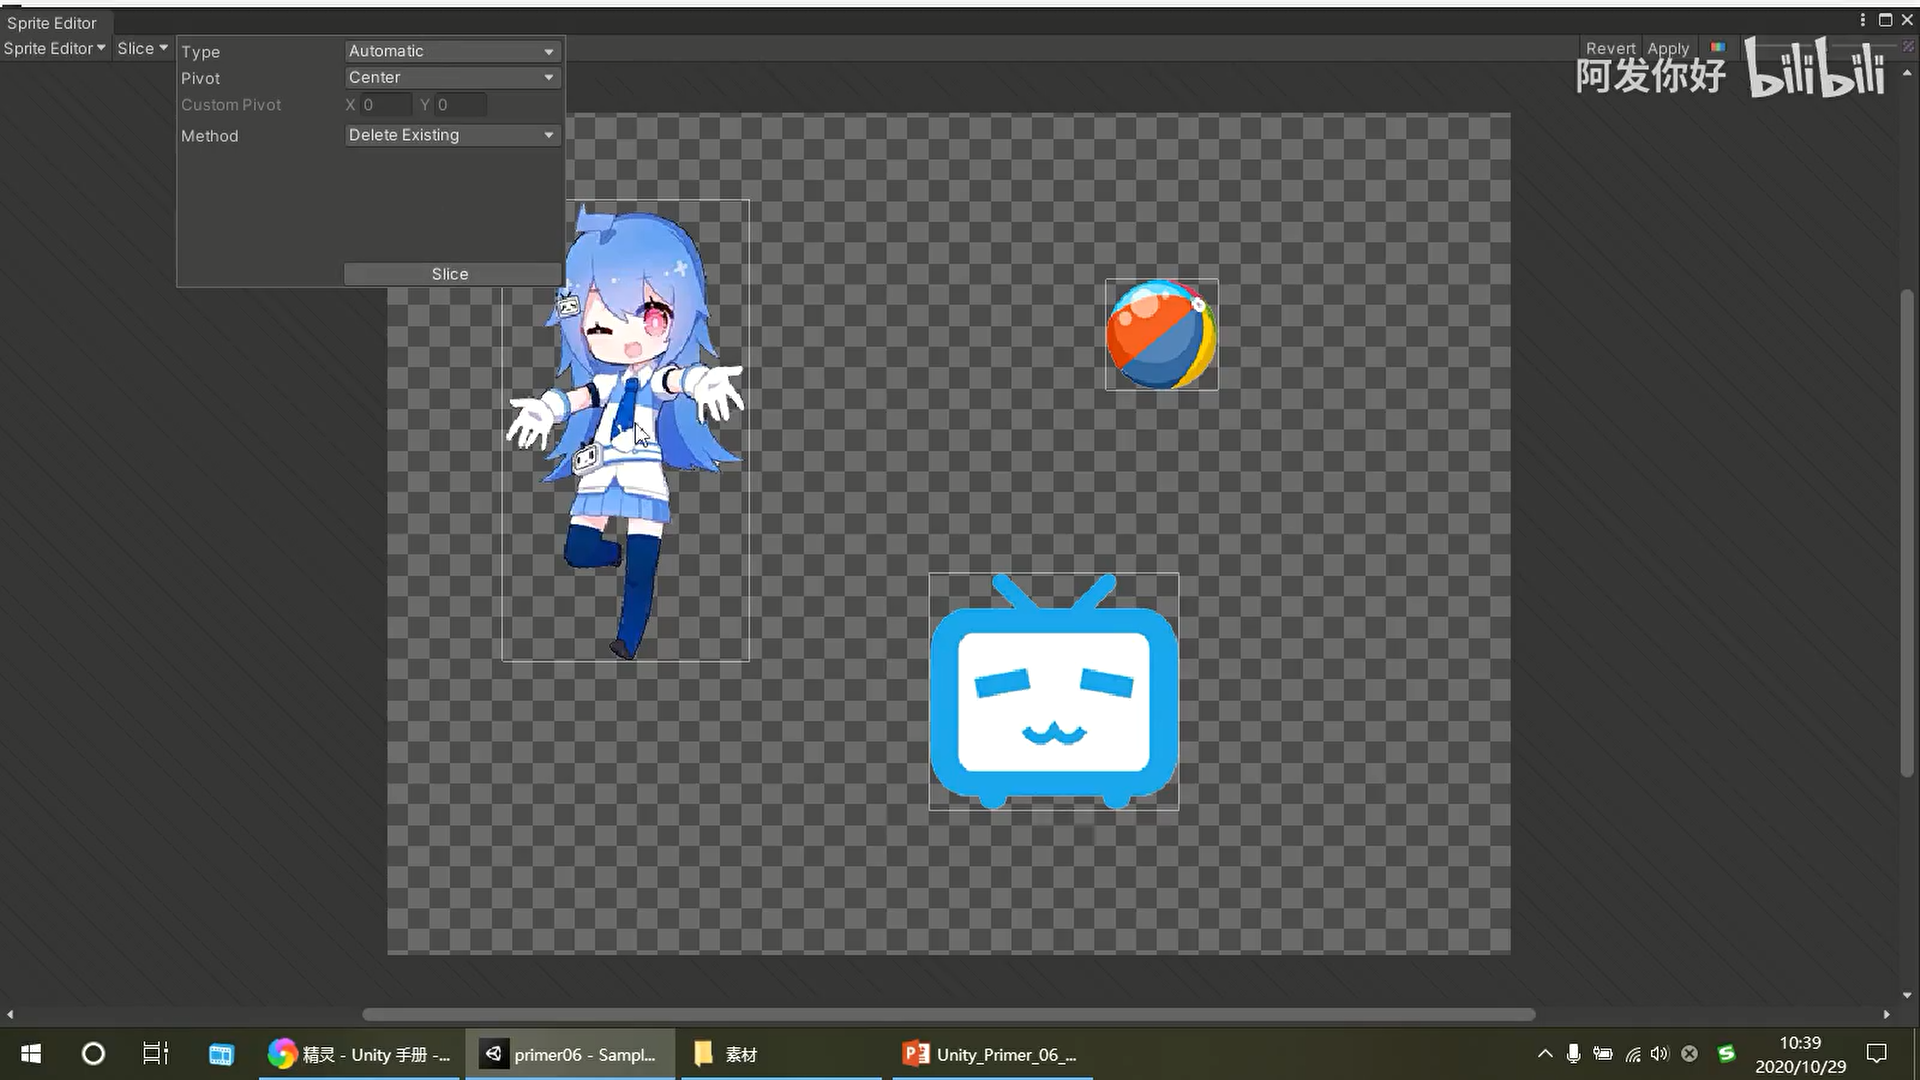 Sprite Editor
Sprite Editor
Slice
Revert
Apply
阿发你好
bilibili
Type
Automatic
Pivot
Center
Custom Pivot
X 0
Y 0
Method
Delete Existing
Slice
精灵 - Unity 手册 -...
primer06 - Sampl...
素材
Unity_Primer_06_...
10:39
2020/10/29